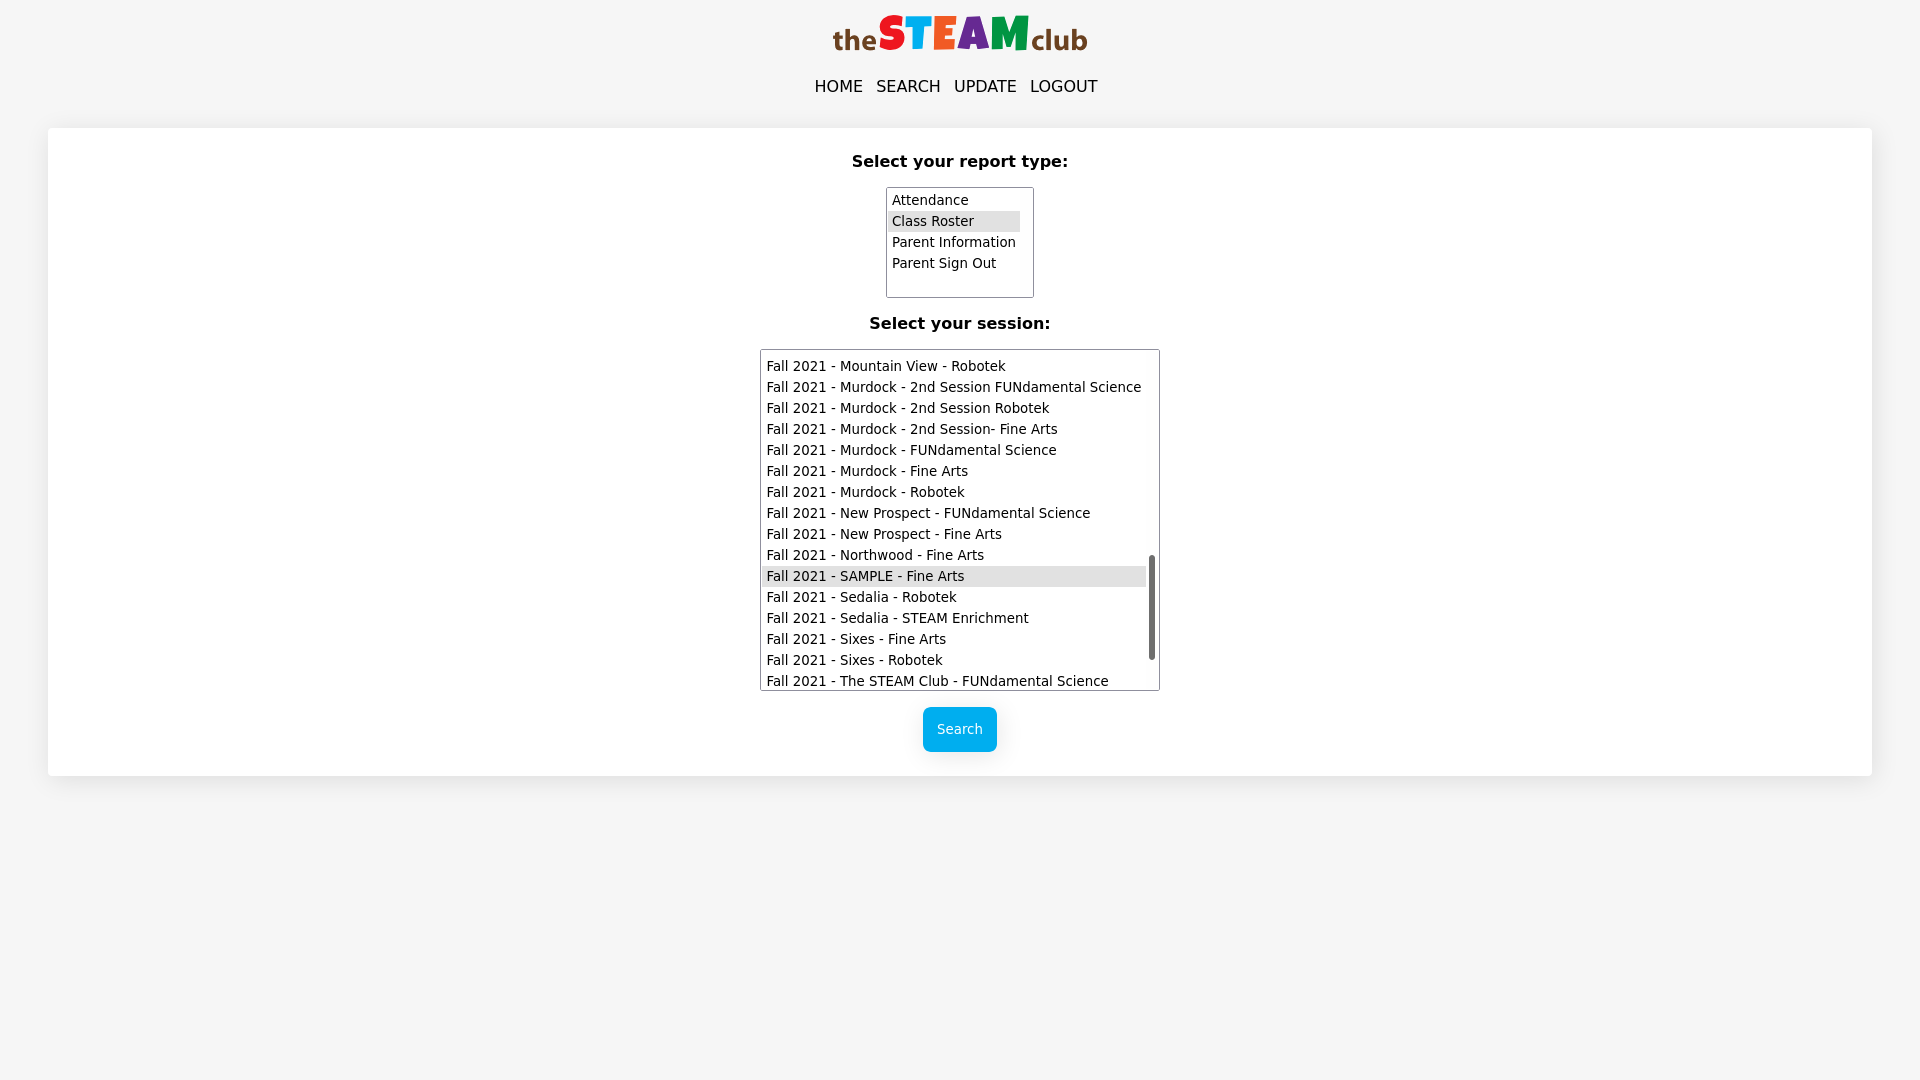 the STEAM club
HOME SEARCH UPDATE LOGOUT
Select your report type:
Attendance
Class Roster
Parent Information
Parent Sign Out
Select your session:
Fall 2021 - Mountain View - Robotek
Fall 2021 - Murdock - 2nd Session FUNdamental Science
Fall 2021 - Murdock - 2nd Session Robotek
Fall 2021 - Murdock - 2nd Session- Fine Arts
Fall 2021 - Murdock - FUNdamental Science
Fall 2021 - Murdock - Fine Arts
Fall 2021 - Murdock - Robotek
Fall 2021 - New Prospect - FUNdamental Science
Fall 2021 - New Prospect - Fine Arts
Fall 2021 - Northwood - Fine Arts
Fall 2021 - SAMPLE - Fine Arts
Fall 2021 - Sedalia - Robotek
Fall 2021 - Sedalia - STEAM Enrichment
Fall 2021 - Sixes - Fine Arts
Fall 2021 - Sixes - Robotek
Fall 2021 - The STEAM Club - FUNdamental Science
Search